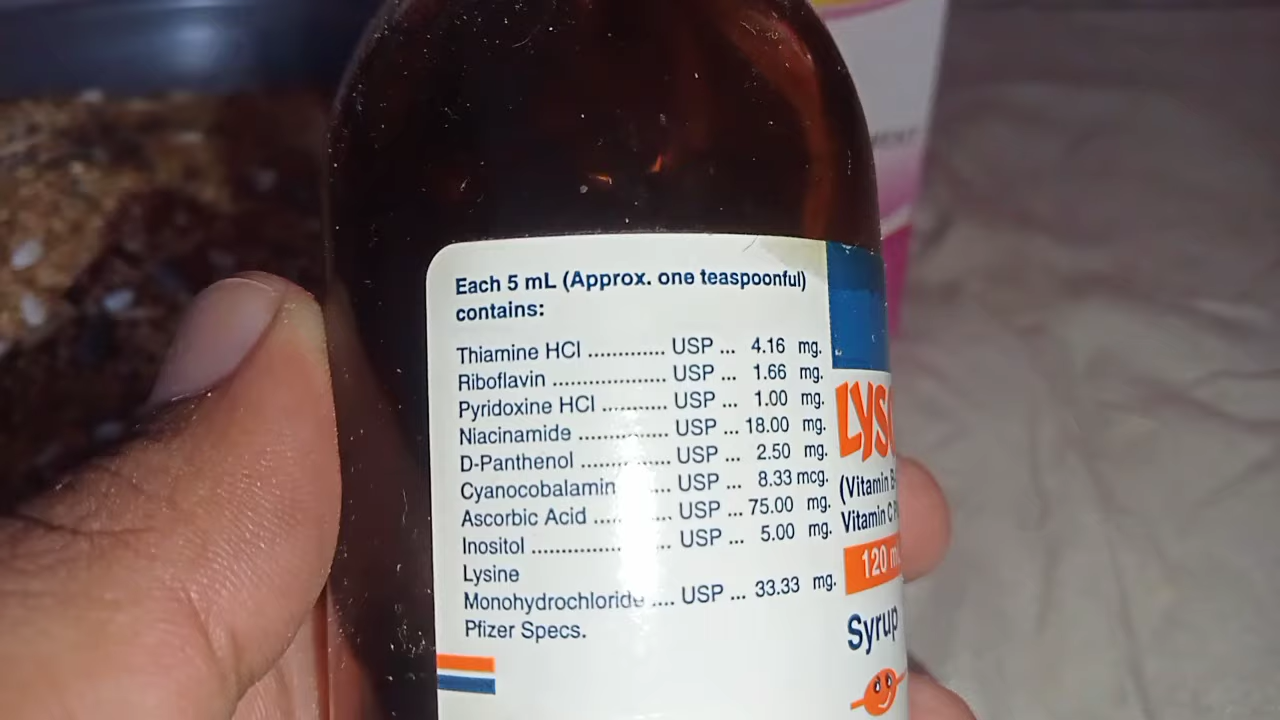 Each 5 mL (Approx. one teaspoonful)
contains:
Thiamine HCl ............. USP ... 4.16 mg.
Riboflavin ................... USP ... 1.66 mg.
Pyridoxine HCl ........... USP ... 1.00 mg.
Niacinamide ............... USP ... 18.00 mg.
D-Panthenol ............... USP ... 2.50 mg.
Cyanocobalamin .... USP ... 8.33 mcg.
Ascorbic Acid ............. USP ... 75.00 mg.
Inositol ....................... USP ... 5.00 mg.
Lysine
Monohydrochloride .... USP ... 33.33 mg.
Pfizer Specs.
(Vitamin
Vitamin C
120
Syrup